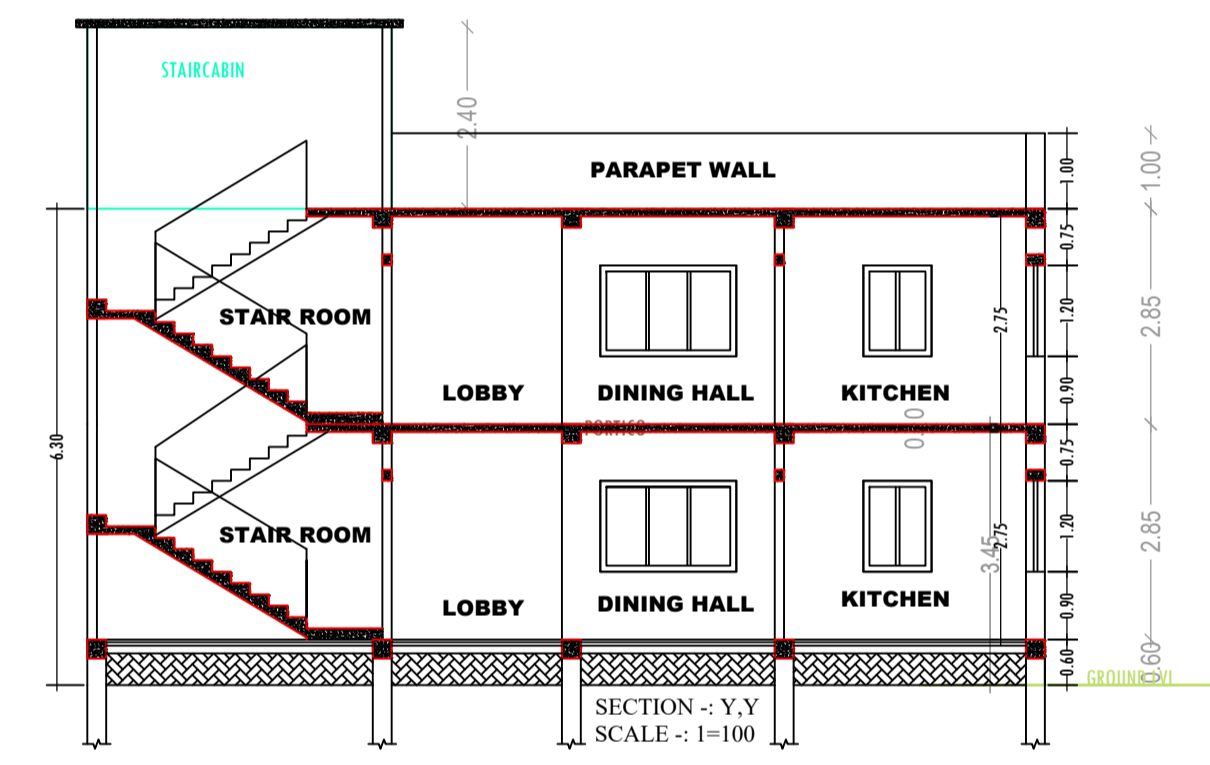 STAIRCABIN
2.40
PARAPET WALL
1.00
1.00
0.75
STAIR ROOM
2.75
1.20
2.85
LOBBY
DINING HALL
KITCHEN
0.90
PORTICO
6.30
0.75
STAIR ROOM
2.75
3.45
1.20
2.85
LOBBY
DINING HALL
KITCHEN
0.90
0.60
0.60
SECTION -: Y,Y
SCALE -: 1=100